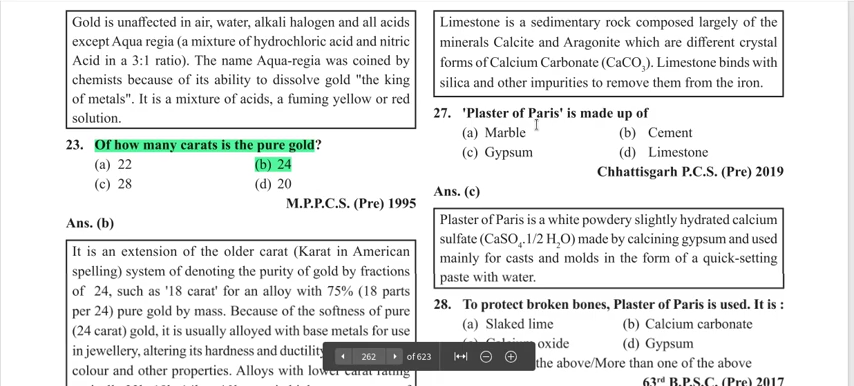 Gold is unaffected in air, water, alkali halogen and all acids
except Aqua regia (a mixture of hydrochloric acid and nitric
Acid in a 3:1 ratio). The name Aqua-regia was coined by
chemists because of its ability to dissolve gold "the king
of metals". It is a mixture of acids, a fuming yellow or red
solution.
23. Of how many carats is the pure gold?
(a) 22 (b) 24
(c) 28 (d) 20
M.P.P.C.S. (Pre) 1995
Ans. (b)
It is an extension of the older carat (Karat in American
spelling) system of denoting the purity of gold by fractions
of 24, such as '18 carat' for an alloy with 75% (18 parts
per 24) pure gold by mass. Because of the softness of pure
(24 carat) gold, it is usually alloyed with base metals for use
in jewellery, altering its hardness and ductility
colour and other properties. Alloys with lower carat rating
Limestone is a sedimentary rock composed largely of the
minerals Calcite and Aragonite which are different crystal
forms of Calcium Carbonate (CaCO₃). Limestone binds with
silica and other impurities to remove them from the iron.
27. 'Plaster of Paris' is made up of
(a) Marble (b) Cement
(c) Gypsum (d) Limestone
Chhattisgarh P.C.S. (Pre) 2019
Ans. (c)
Plaster of Paris is a white powdery slightly hydrated calcium
sulfate (CaSO₄.1/2 H₂O) made by calcining gypsum and used
mainly for casts and molds in the form of a quick-setting
paste with water.
28. To protect broken bones, Plaster of Paris is used. It is :
(a) Slaked lime (b) Calcium carbonate
oxide (d) Gypsum
the above/More than one of the above
63rd B.P.S.C. (Pre) 2017
262 of 623